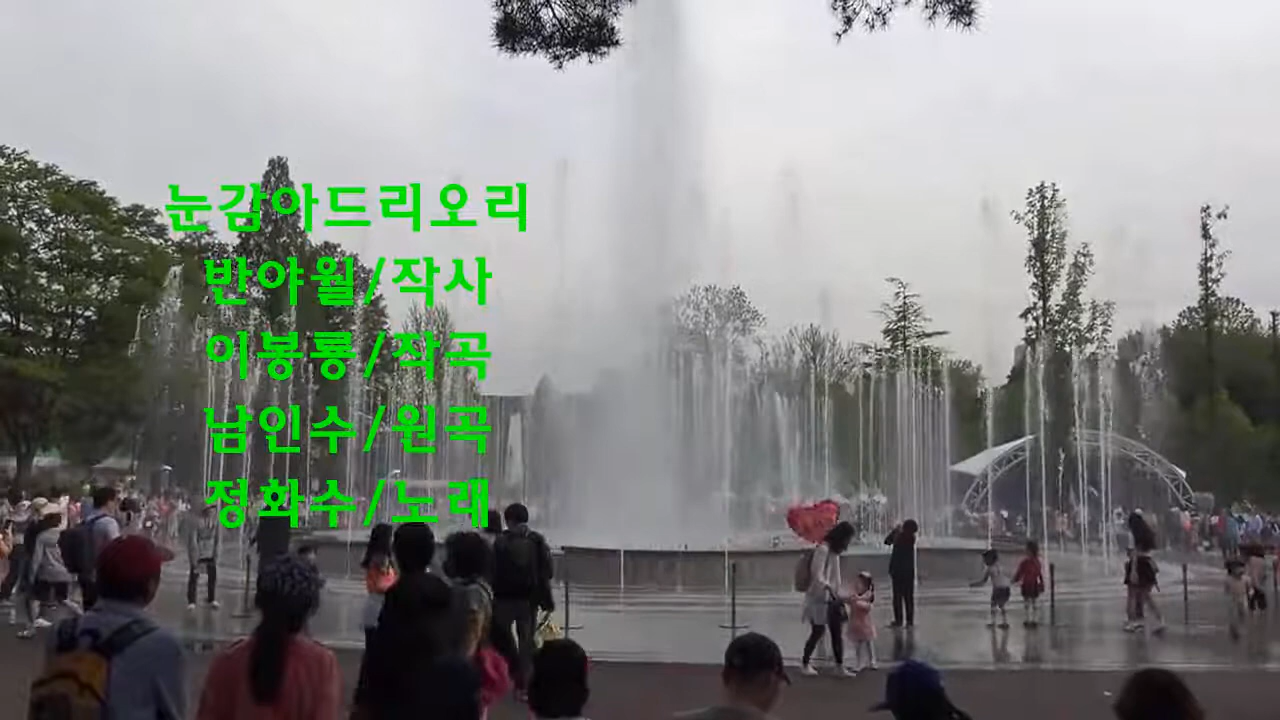 눈감아드리오리
반야월/작사
이봉룡/작곡
남인수/원곡
정화수/노래